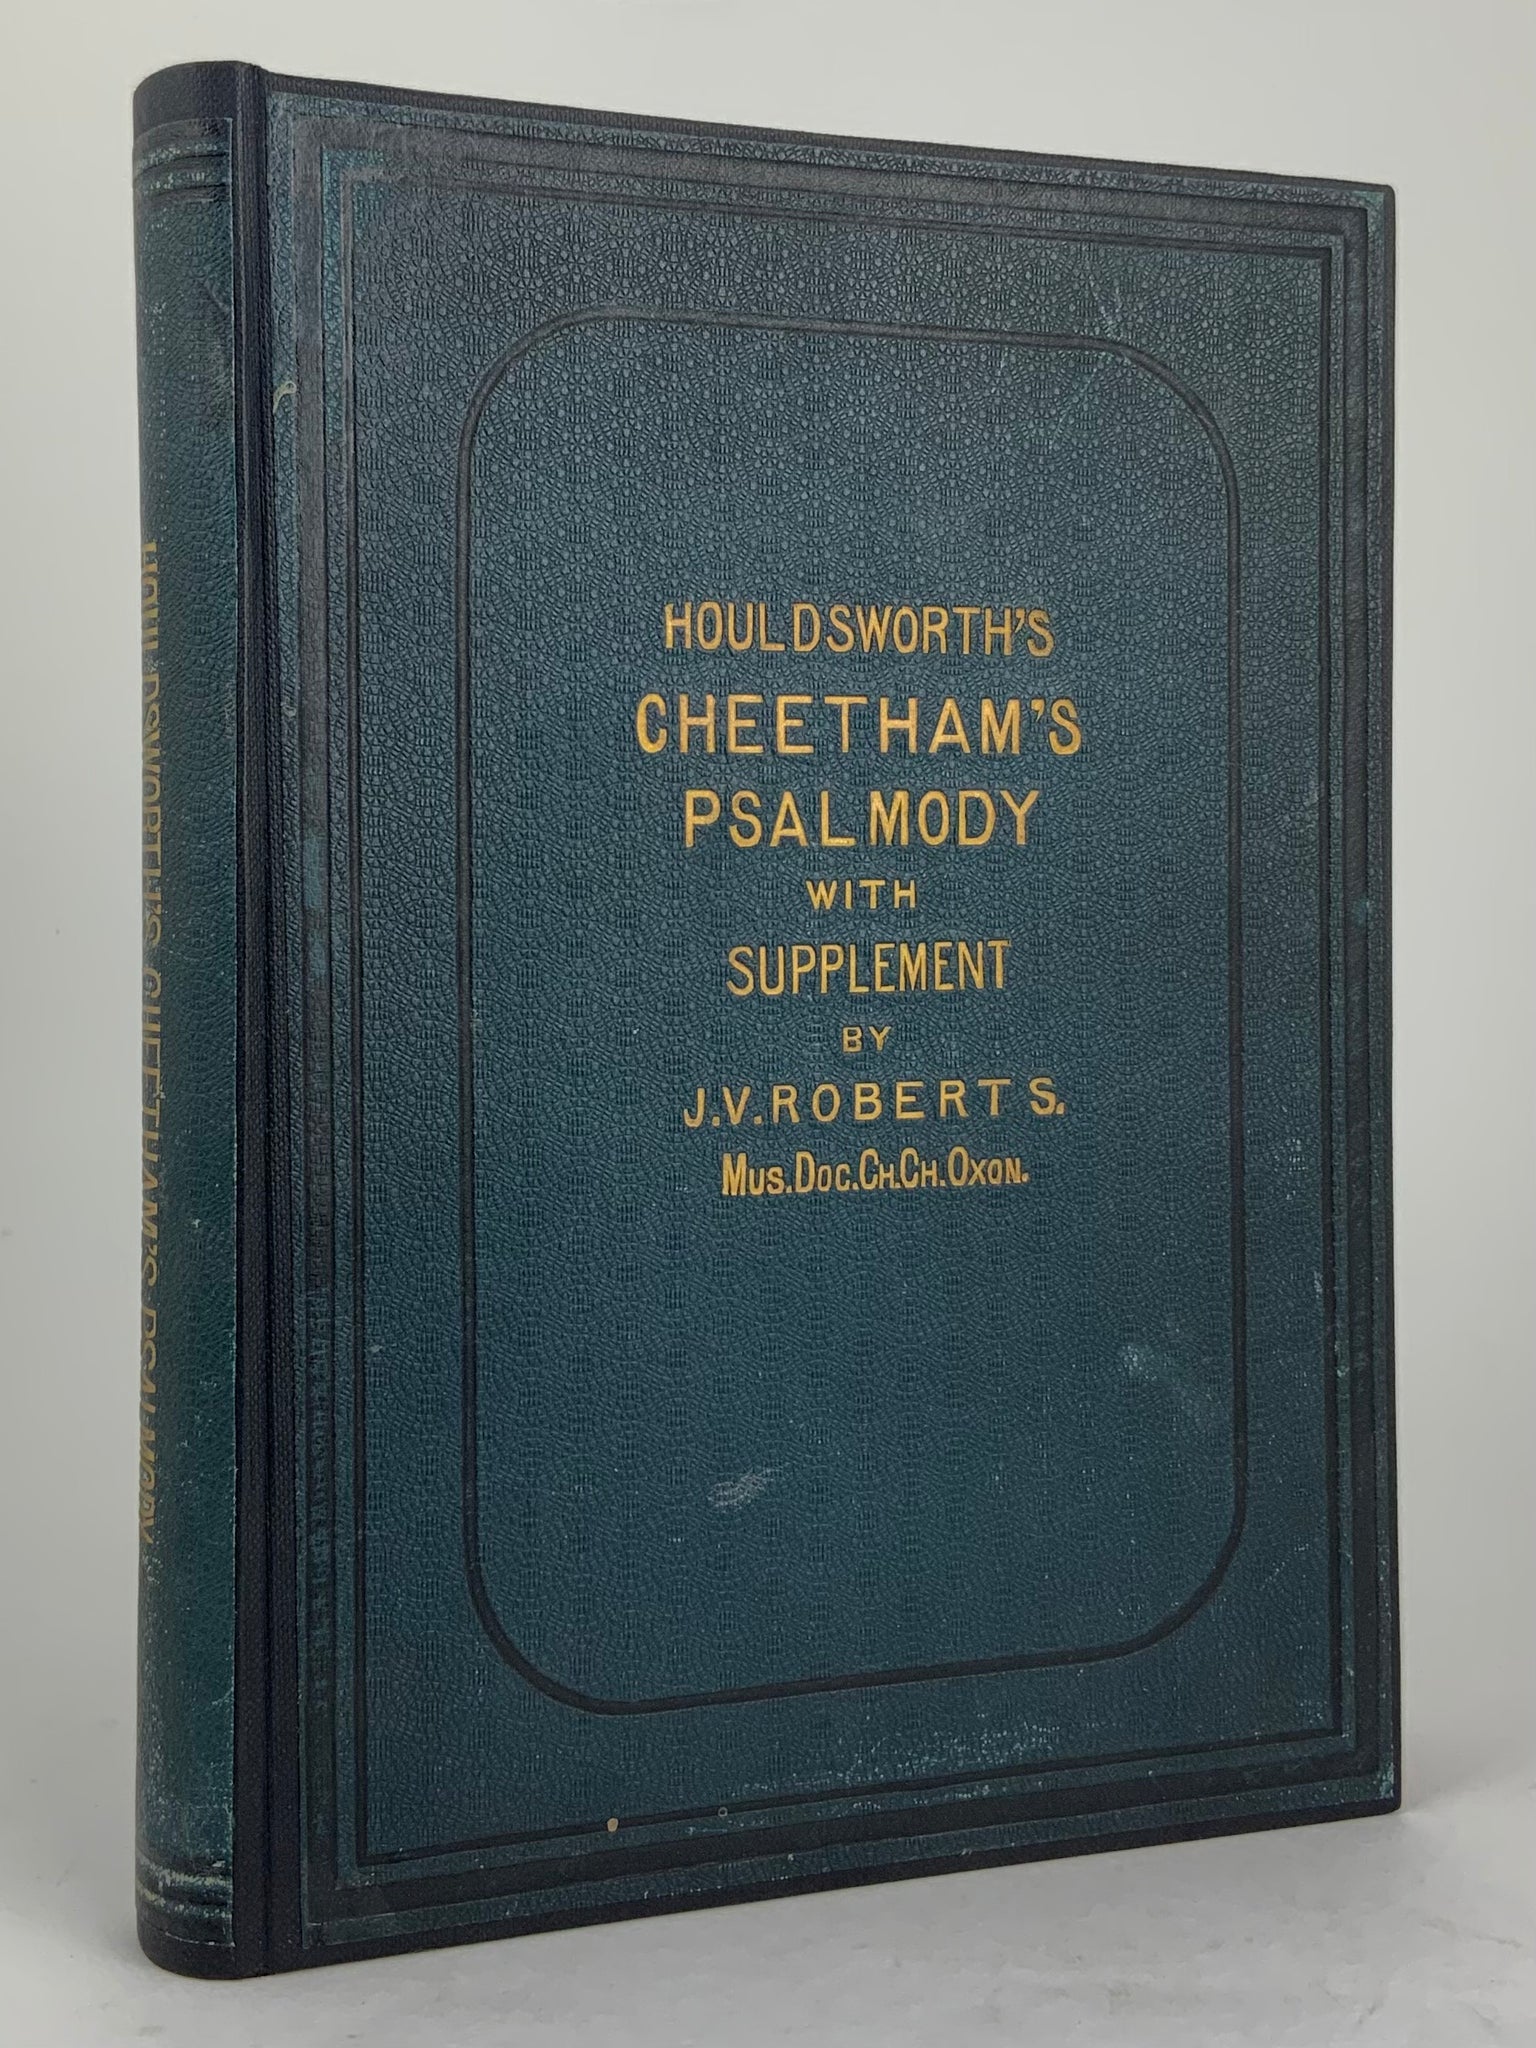 HOULDSWORTH'S
CHEETHAM'S
PSALMODY
WITH
SUPPLEMENT
BY
J.V.ROBERTS.
MUS.DOC.CH.CH.OXON.
HOULDSWORTH'S CHEETHAM'S PSALMODY